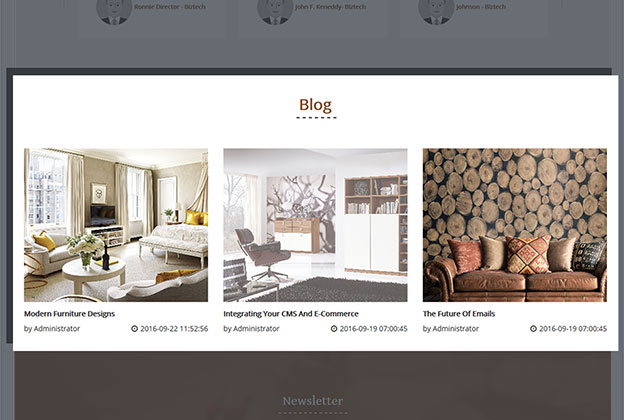 Ronnie Director - Biztech
John F. Keneddy- Biztech
Johnson - Biztech
Blog
Modern Furniture Designs
by Administrator 2016-09-22 11:52:56
Integrating Your CMS And E-Commerce
by Administrator 2016-09-19 07:00:45
The Future Of Emails
by Administrator 2016-09-19 07:00:45
Newsletter